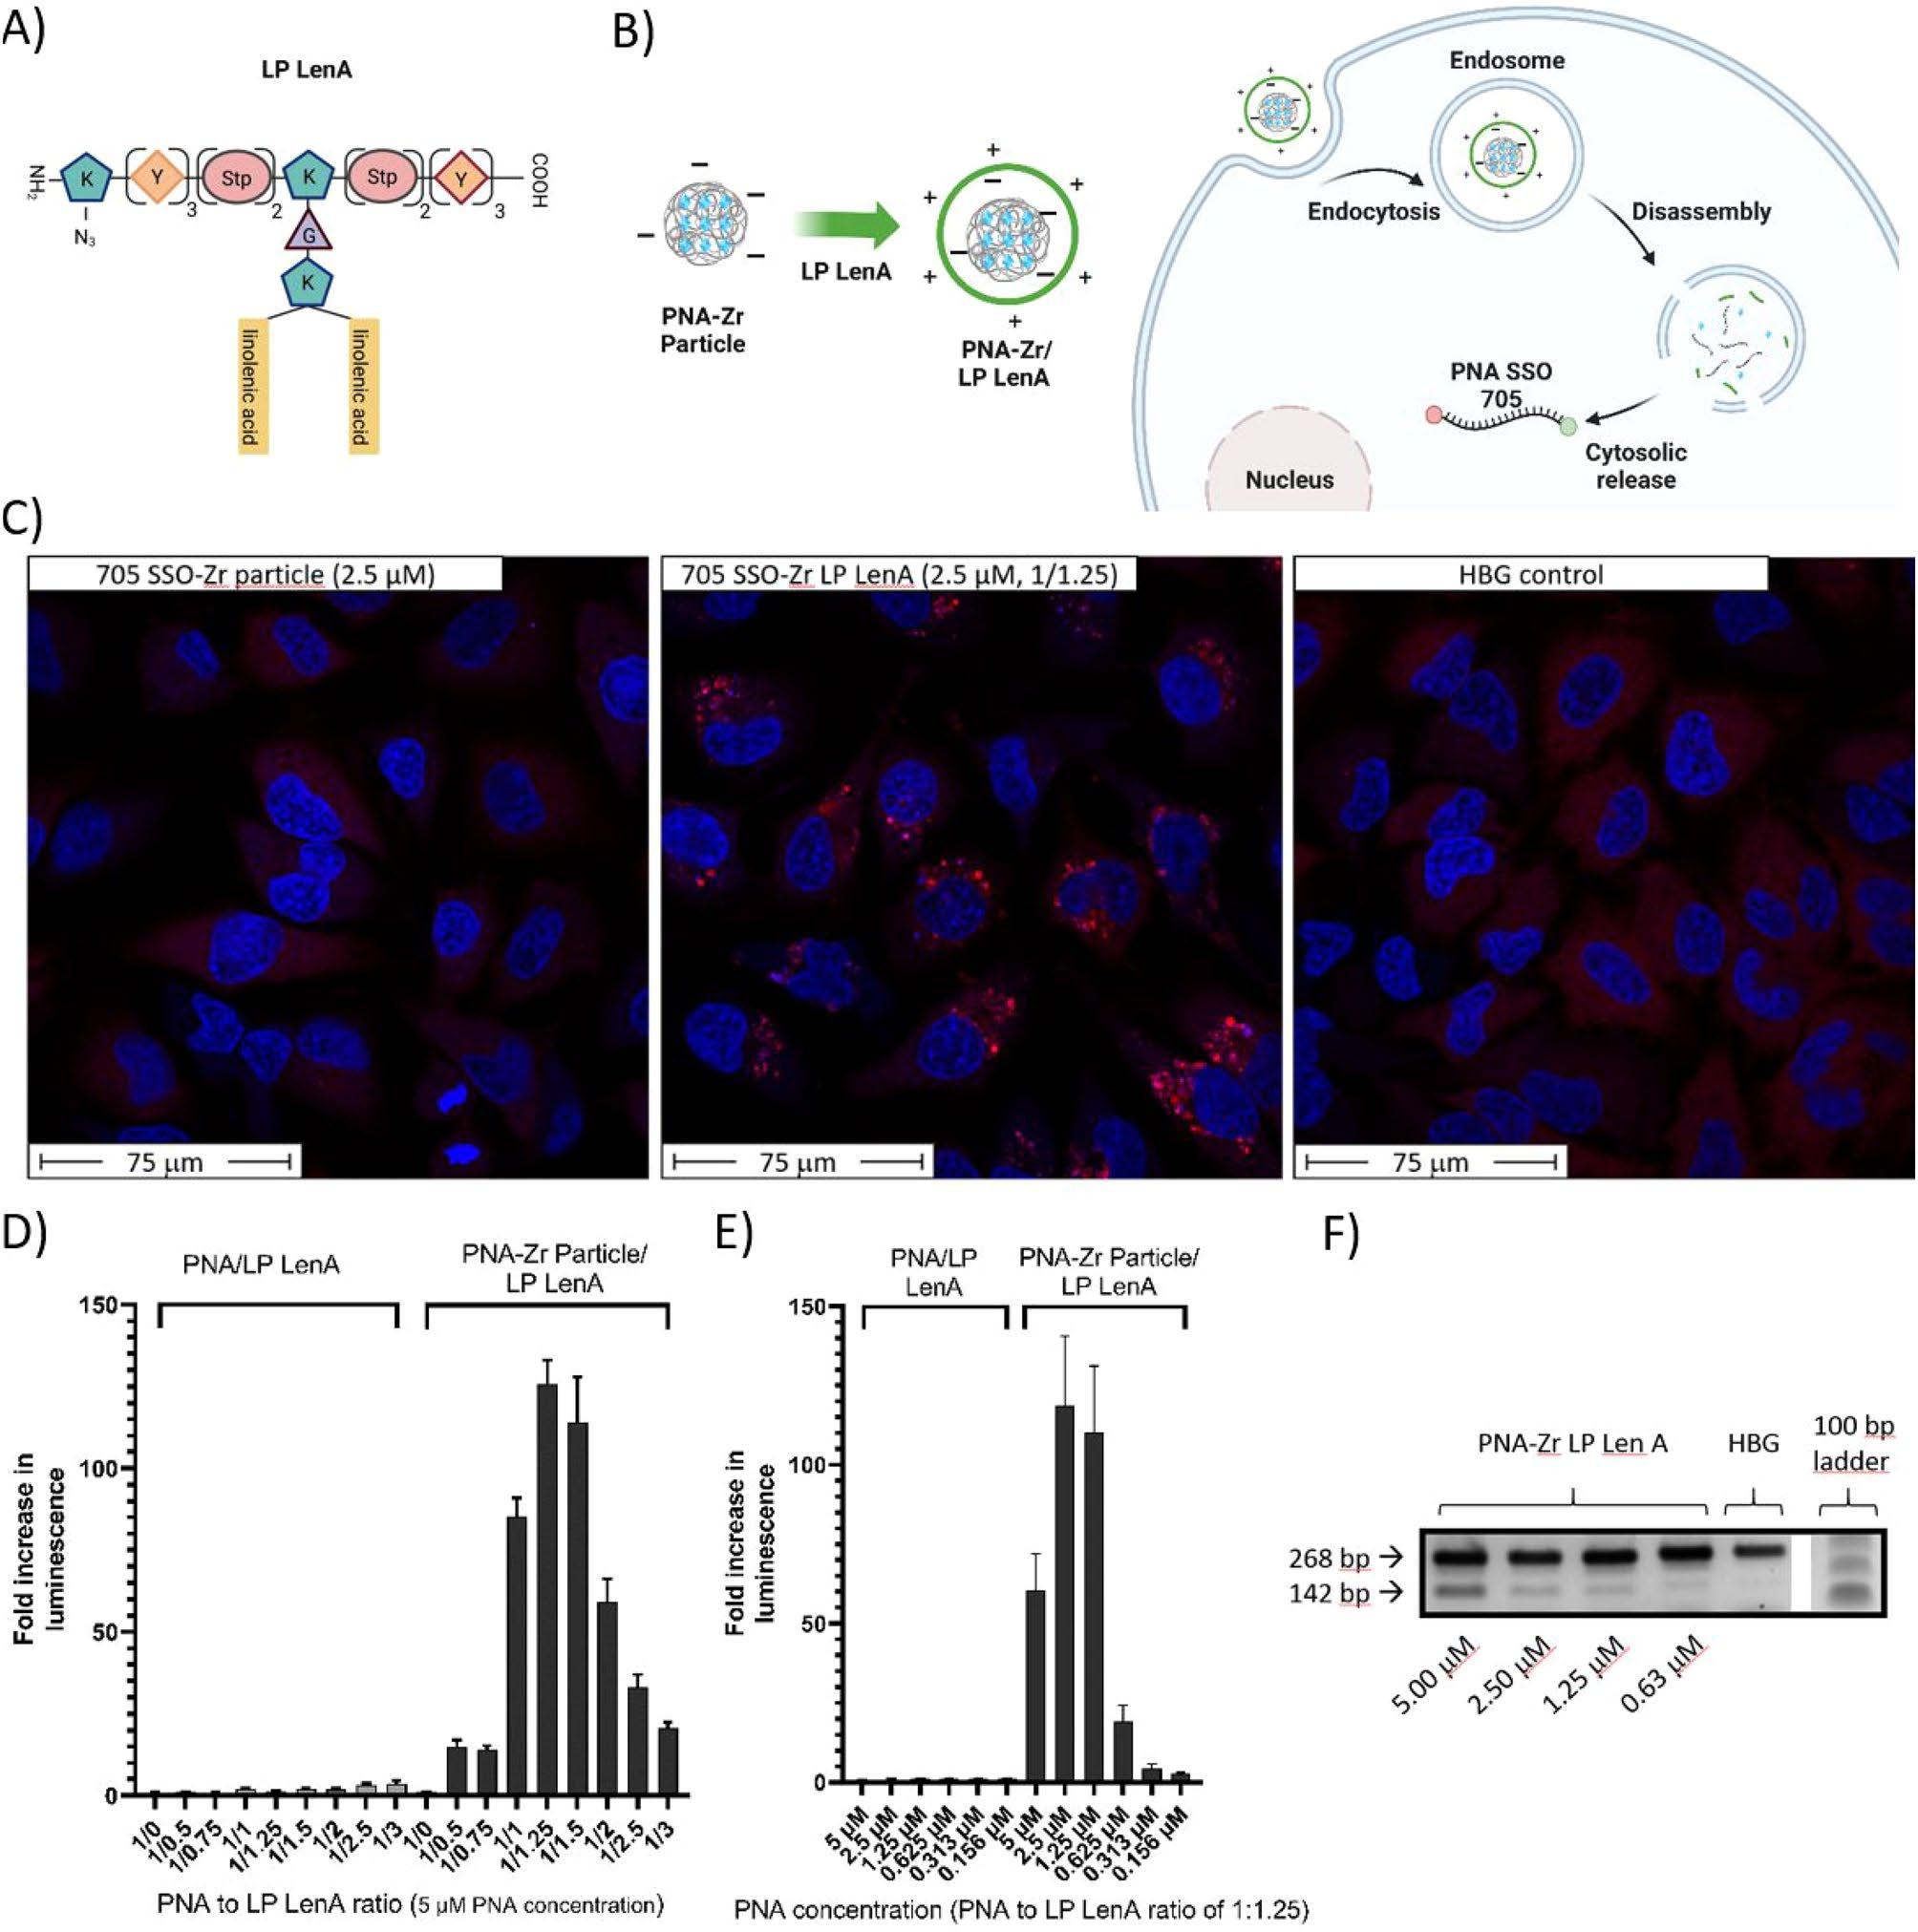 A)
LP LenA
NH2
K
Y
3
Stp
2
K
Stp
2
Y
3
COOH
N3
G
K
linolenic acid
linolenic acid
B)
PNA-Zr
Particle
LP LenA
PNA-Zr/
LP LenA
Endosome
Endocytosis
Disassembly
PNA SSO
705
Cytosolic
release
Nucleus
C)
705 SSO-Zr particle (2.5 µM)
705 SSO-Zr LP LenA (2.5 µM, 1/1.25)
HBG control
75 µm
75 µm
75 µm
D)
PNA/LP LenA
PNA-Zr Particle/
LP LenA
Fold increase in
luminescence
150
100
50
0
1/0
1/0.5
1/0.75
1/1
1/1.25
1/1.5
1/2
1/2.5
1/3
1/0
1/0.5
1/0.75
1/1
1/1.25
1/1.5
1/2
1/2.5
1/3
PNA to LP LenA ratio (5 µM PNA concentration)
E)
PNA/LP
LenA
PNA-Zr Particle/
LP LenA
Fold increase in
luminescence
150
100
50
0
5 µM
2.5 µM
1.25 µM
0.625 µM
0.313 µM
0.156 µM
5 µM
2.5 µM
1.25 µM
0.625 µM
0.313 µM
0.156 µM
PNA concentration (PNA to LP LenA ratio of 1:1.25)
F)
PNA-Zr LP Len A
HBG
100 bp
ladder
268 bp →
142 bp →
5.00 µM
2.50 µM
1.25 µM
0.63 µM